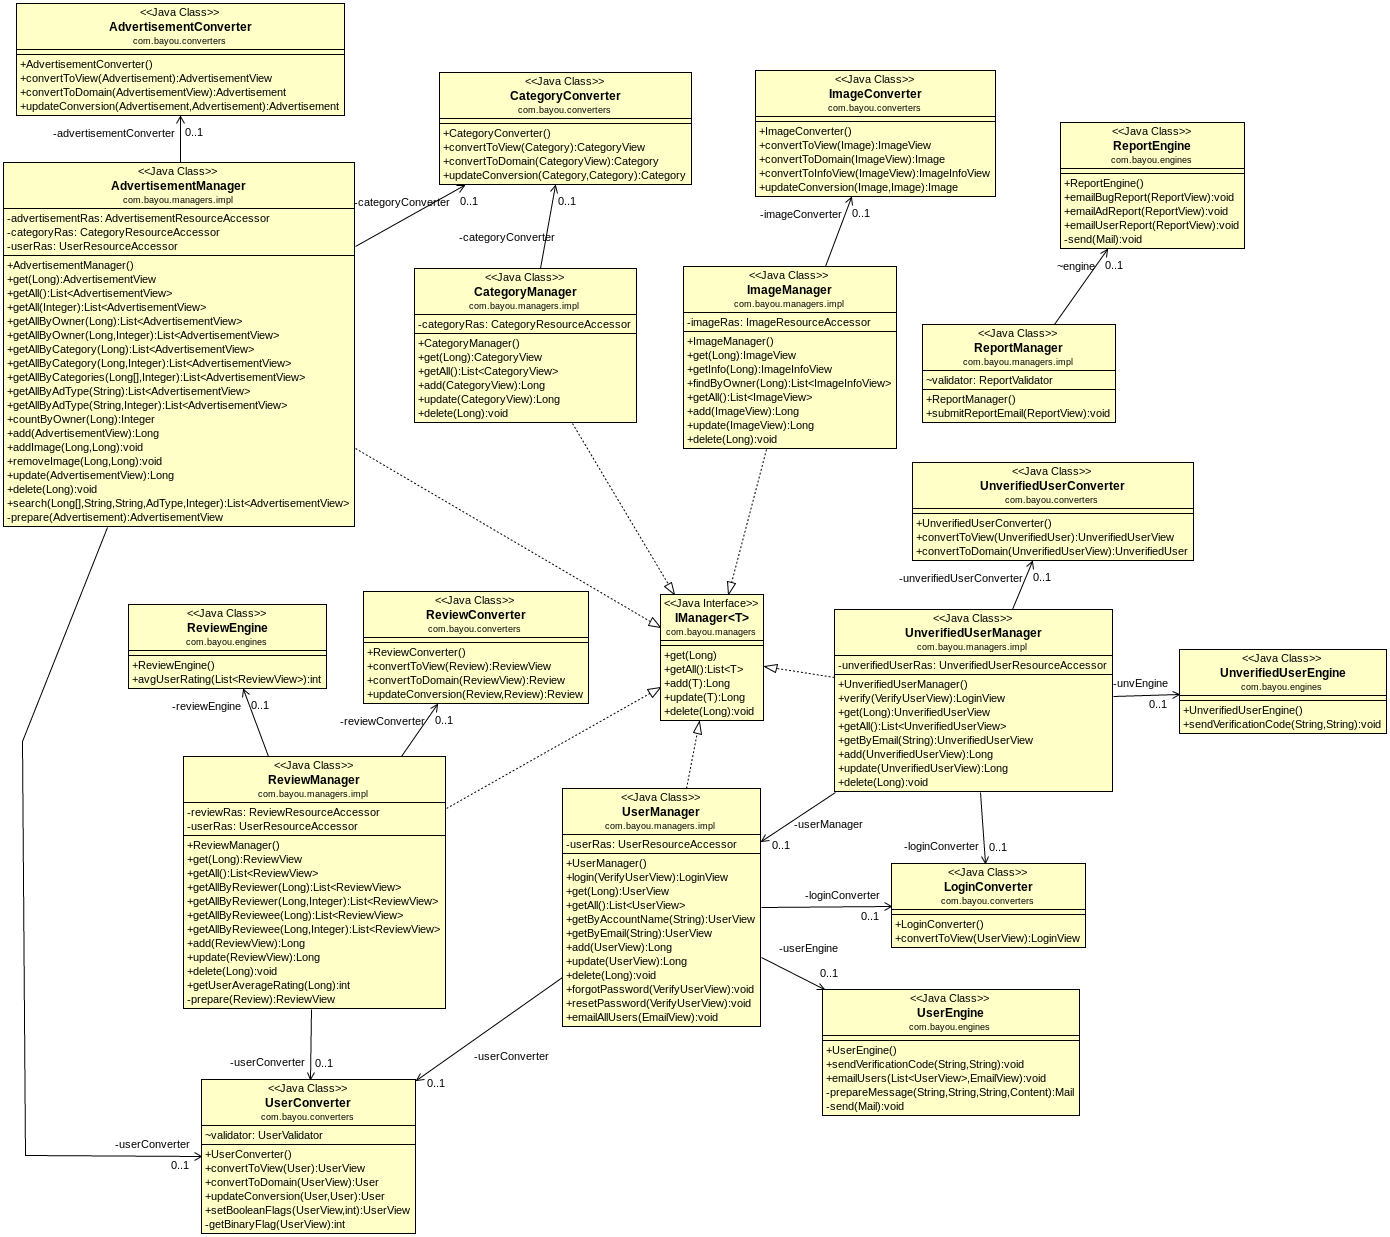 <<Java Class>>
AdvertisementConverter
com.bayou.converters
+AdvertisementConverter()
+convertToView(Advertisement):AdvertisementView
+convertToDomain(AdvertisementView):Advertisement
+updateConversion(Advertisement,Advertisement):Advertisement
-advertisementConverter
0..1
<<Java Class>>
AdvertisementManager
com.bayou.managers.impl
-advertisementRas: AdvertisementResourceAccessor
-categoryRas: CategoryResourceAccessor
-userRas: UserResourceAccessor
+AdvertisementManager()
+get(Long):AdvertisementView
+getAll():List<AdvertisementView>
+getAll(Integer):List<AdvertisementView>
+getAllByOwner(Long):List<AdvertisementView>
+getAllByOwner(Long,Integer):List<AdvertisementView>
+getAllByCategory(Long):List<AdvertisementView>
+getAllByCategory(Long,Integer):List<AdvertisementView>
+getAllByCategories(Long[],Integer):List<AdvertisementView>
+getAllByAdType(String):List<AdvertisementView>
+getAllByAdType(String,Integer):List<AdvertisementView>
+countByOwner(Long):Integer
+add(AdvertisementView):Long
+addImage(Long,Long):void
+removeImage(Long,Long):void
+update(AdvertisementView):Long
+delete(Long):void
+search(Long[],String,String,AdType,Integer):List<AdvertisementView>
-prepare(Advertisement):AdvertisementView
<<Java Class>>
CategoryConverter
com.bayou.converters
+CategoryConverter()
+convertToView(Category):CategoryView
+convertToDomain(CategoryView):Category
+updateConversion(Category,Category):Category
-categoryConverter
0..1
0..1
-categoryConverter
<<Java Class>>
CategoryManager
com.bayou.managers.impl
-categoryRas: CategoryResourceAccessor
+CategoryManager()
+get(Long):CategoryView
+getAll():List<CategoryView>
+add(CategoryView):Long
+update(CategoryView):Long
+delete(Long):void
<<Java Class>>
ImageConverter
com.bayou.converters
+ImageConverter()
+convertToView(Image):ImageView
+convertToDomain(ImageView):Image
+convertToInfoView(ImageView):ImageInfoView
+updateConversion(Image,Image):Image
-imageConverter
0..1
<<Java Class>>
ImageManager
com.bayou.managers.impl
-imageRas: ImageResourceAccessor
+ImageManager()
+get(Long):ImageView
+getInfo(Long):ImageInfoView
+findByOwner(Long):List<ImageInfoView>
+getAll():List<ImageView>
+add(ImageView):Long
+update(ImageView):Long
+delete(Long):void
<<Java Class>>
ReportEngine
com.bayou.engines
+ReportEngine()
+emailBugReport(ReportView):void
+emailAdReport(ReportView):void
+emailUserReport(ReportView):void
-send(Mail):void
~engine
0..1
<<Java Class>>
ReportManager
com.bayou.managers.impl
~validator: ReportValidator
+ReportManager()
+submitReportEmail(ReportView):void
<<Java Class>>
UnverifiedUserConverter
com.bayou.converters
+UnverifiedUserConverter()
+convertToView(UnverifiedUser):UnverifiedUserView
+convertToDomain(UnverifiedUserView):UnverifiedUser
-unverifiedUserConverter
0..1
<<Java Class>>
ReviewEngine
com.bayou.engines
+ReviewEngine()
+avgUserRating(List<ReviewView>):int
-reviewEngine
0..1
<<Java Class>>
ReviewConverter
com.bayou.converters
+ReviewConverter()
+convertToView(Review):ReviewView
+convertToDomain(ReviewView):Review
+updateConversion(Review,Review):Review
-reviewConverter
0..1
<<Java Interface>>
IManager<T>
com.bayou.managers
+get(Long)
+getAll():List<T>
+add(T):Long
+update(T):Long
+delete(Long):void
<<Java Class>>
UnverifiedUserManager
com.bayou.managers.impl
-unverifiedUserRas: UnverifiedUserResourceAccessor
+UnverifiedUserManager()
+verify(VerifyUserView):LoginView
+get(Long):UnverifiedUserView
+getAll():List<UnverifiedUserView>
+getByEmail(String):UnverifiedUserView
+add(UnverifiedUserView):Long
+update(UnverifiedUserView):Long
+delete(Long):void
-unvEngine
0..1
<<Java Class>>
UnverifiedUserEngine
com.bayou.engines
+UnverifiedUserEngine()
+sendVerificationCode(String,String):void
<<Java Class>>
ReviewManager
com.bayou.managers.impl
-reviewRas: ReviewResourceAccessor
-userRas: UserResourceAccessor
+ReviewManager()
+get(Long):ReviewView
+getAll():List<ReviewView>
+getAllByReviewer(Long):List<ReviewView>
+getAllByReviewer(Long,Integer):List<ReviewView>
+getAllByReviewee(Long):List<ReviewView>
+getAllByReviewee(Long,Integer):List<ReviewView>
+add(ReviewView):Long
+update(ReviewView):Long
+delete(Long):void
+getUserAverageRating(Long):int
-prepare(Review):ReviewView
<<Java Class>>
UserManager
com.bayou.managers.impl
-userRas: UserResourceAccessor
+UserManager()
+login(VerifyUserView):LoginView
+get(Long):UserView
+getAll():List<UserView>
+getByAccountName(String):UserView
+getByEmail(String):UserView
+add(UserView):Long
+update(UserView):Long
+delete(Long):void
+forgotPassword(VerifyUserView):void
+resetPassword(VerifyUserView):void
+emailAllUsers(EmailView):void
-userManager
0..1
-loginConverter
0..1
<<Java Class>>
LoginConverter
com.bayou.converters
+LoginConverter()
+convertToView(UserView):LoginView
-loginConverter
0..1
-userEngine
0..1
<<Java Class>>
UserEngine
com.bayou.engines
+UserEngine()
+sendVerificationCode(String,String):void
+emailUsers(List<UserView>,EmailView):void
-prepareMessage(String,String,String,Content):Mail
-send(Mail):void
-userConverter
0..1
-userConverter
0..1
-userConverter
0..1
<<Java Class>>
UserConverter
com.bayou.converters
~validator: UserValidator
+UserConverter()
+convertToView(User):UserView
+convertToDomain(UserView):User
+updateConversion(User,User):User
+setBooleanFlags(UserView,int):UserView
-getBinaryFlag(UserView):int